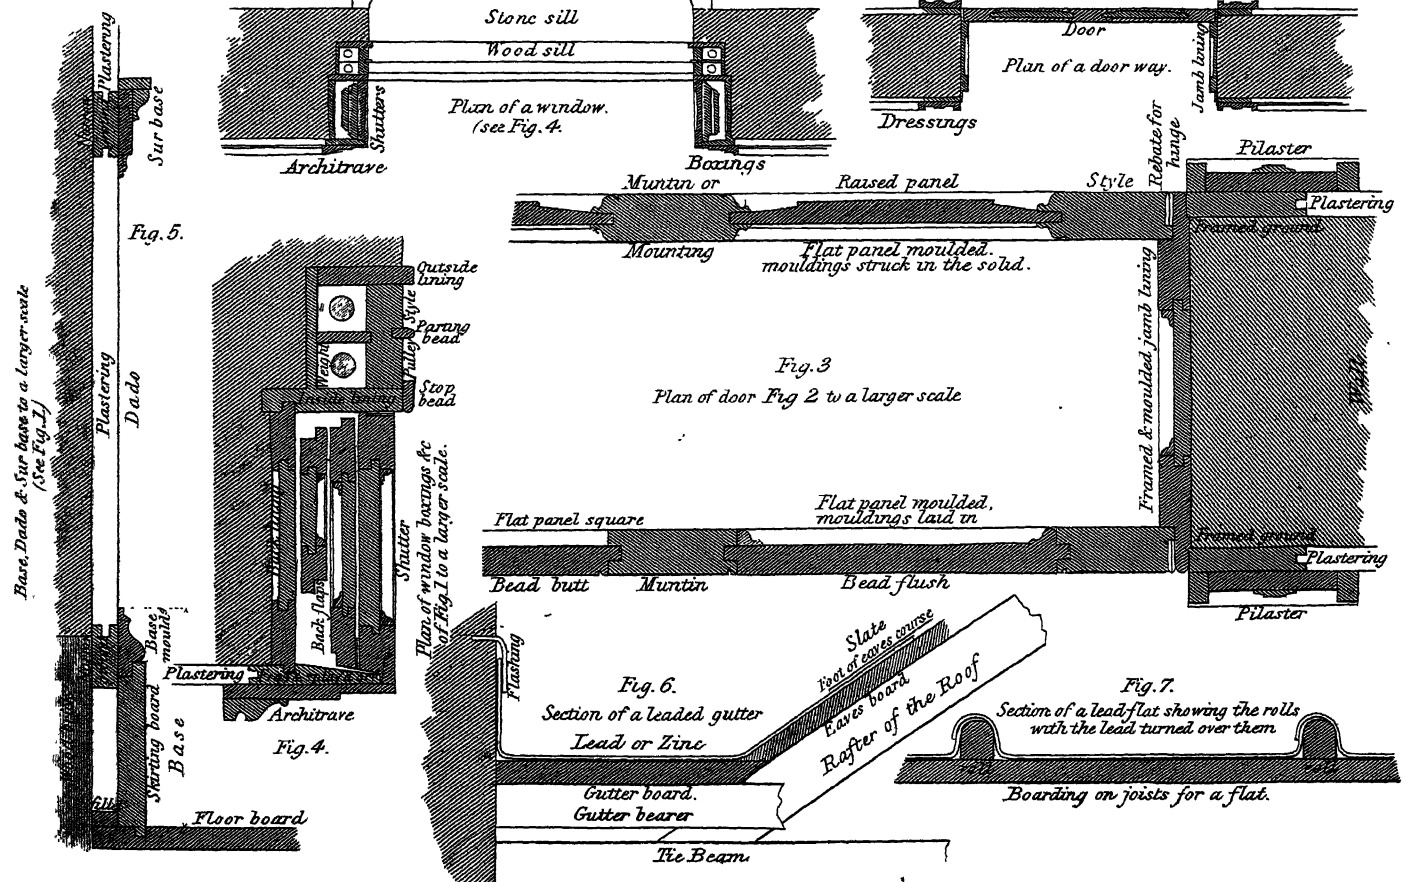 Stone sill
Wood sill
Plan of a window.
(see Fig. 4.
Shutters
Architrave
Boxings
Door
Plan of a door way.
Jamb lining
Dressings
Plastering
Sur base
Fig. 5.
Base, Dado & Sur base to a larger scale
(See Fig. 1.)
Plastering
Dado
Base
mould^g
Skirting board
Base
fillet
Floor board
Outside
lining
Style
Parting
bead
Pulley
Weight
Stop
bead
Inside lining
Back lining
Back flaps
Shutter
Plan of window boxings &c
of Fig. 1 to a larger scale.
Plastering
Architrave
Fig. 4.
Muntin or
Mounting
Raised panel
Style
Rebate for
hinge
Pilaster
Plastering
Framed ground
Flat panel moulded.
mouldings struck in the solid.
Framed & moulded jamb lining
Wall
Fig. 3
Plan of door Fig 2 to a larger scale
Flat panel square
Flat panel moulded,
mouldings laid in
Framed ground
Plastering
Bead butt
Muntin
Bead flush
Pilaster
Flashing
Slate
Foot of eaves course
Eaves board
Rafter of the Roof
Fig. 6.
Section of a leaded gutter
Lead or Zinc
Gutter board.
Gutter bearer
Tie Beam
Fig. 7.
Section of a lead flat showing the rolls
with the lead turned over them
Boarding on joists for a flat.